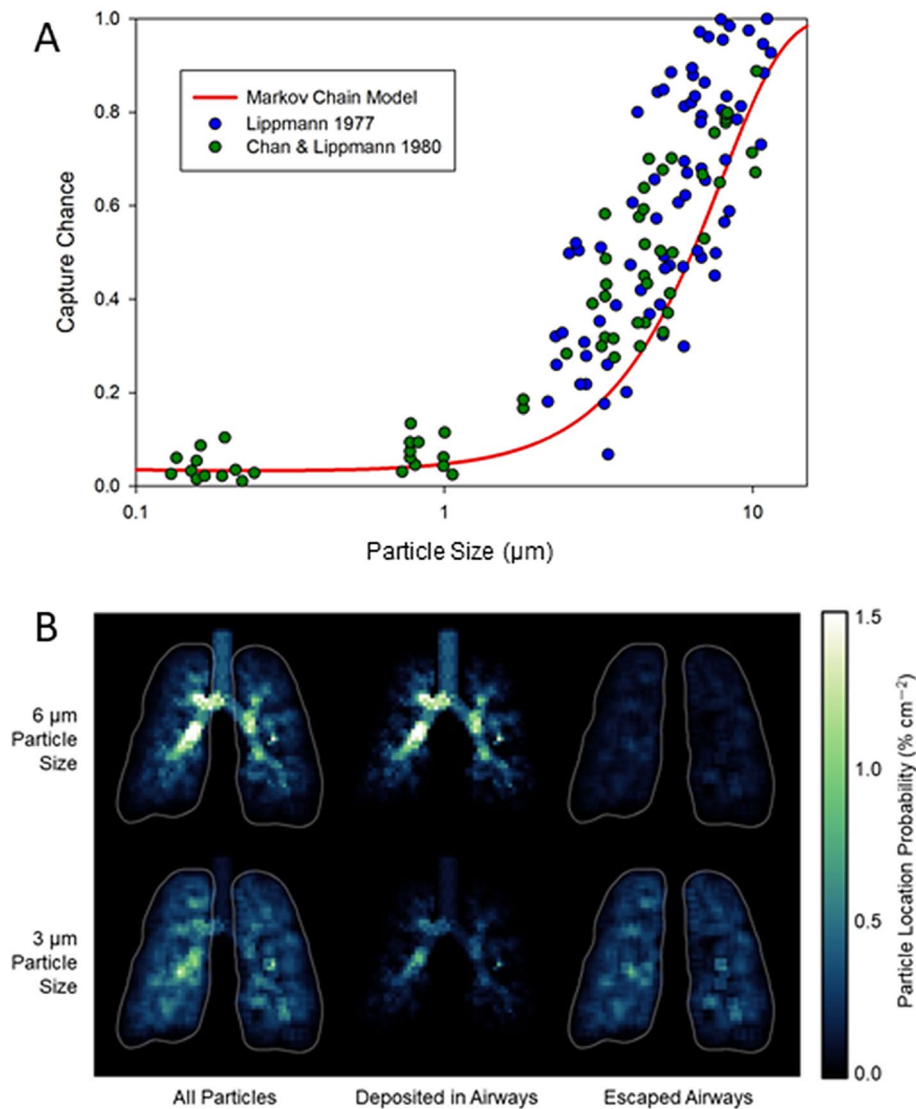 A
1.0
0.8
0.6
0.4
0.2
0.0
Capture Chance
Markov Chain Model
Lippmann 1977
Chan & Lippmann 1980
0.1
1
10
Particle Size (µm)
B
6 µm
Particle
Size
3 µm
Particle
Size
All Particles
Deposited in Airways
Escaped Airways
1.5
1.0
0.5
0.0
Particle Location Probability (% cm⁻²)